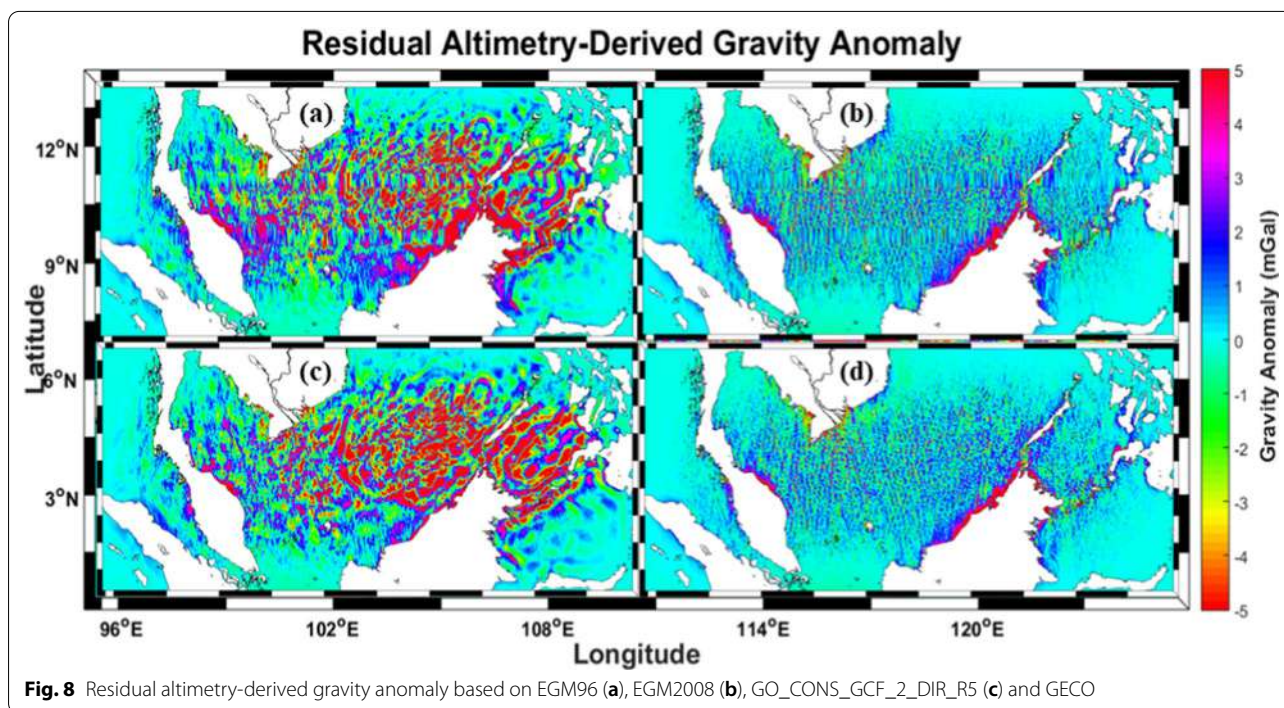 Residual Altimetry-Derived Gravity Anomaly
(a)
(b)
(c)
(d)
12°N
9°N
6°N
3°N
Latitude
96°E
102°E
108°E
114°E
120°E
Longitude
5
4
3
2
1
0
-1
-2
-3
-4
-5
Gravity Anomaly (mGal)
Fig. 8 Residual altimetry-derived gravity anomaly based on EGM96 (a), EGM2008 (b), GO_CONS_GCF_2_DIR_R5 (c) and GECO